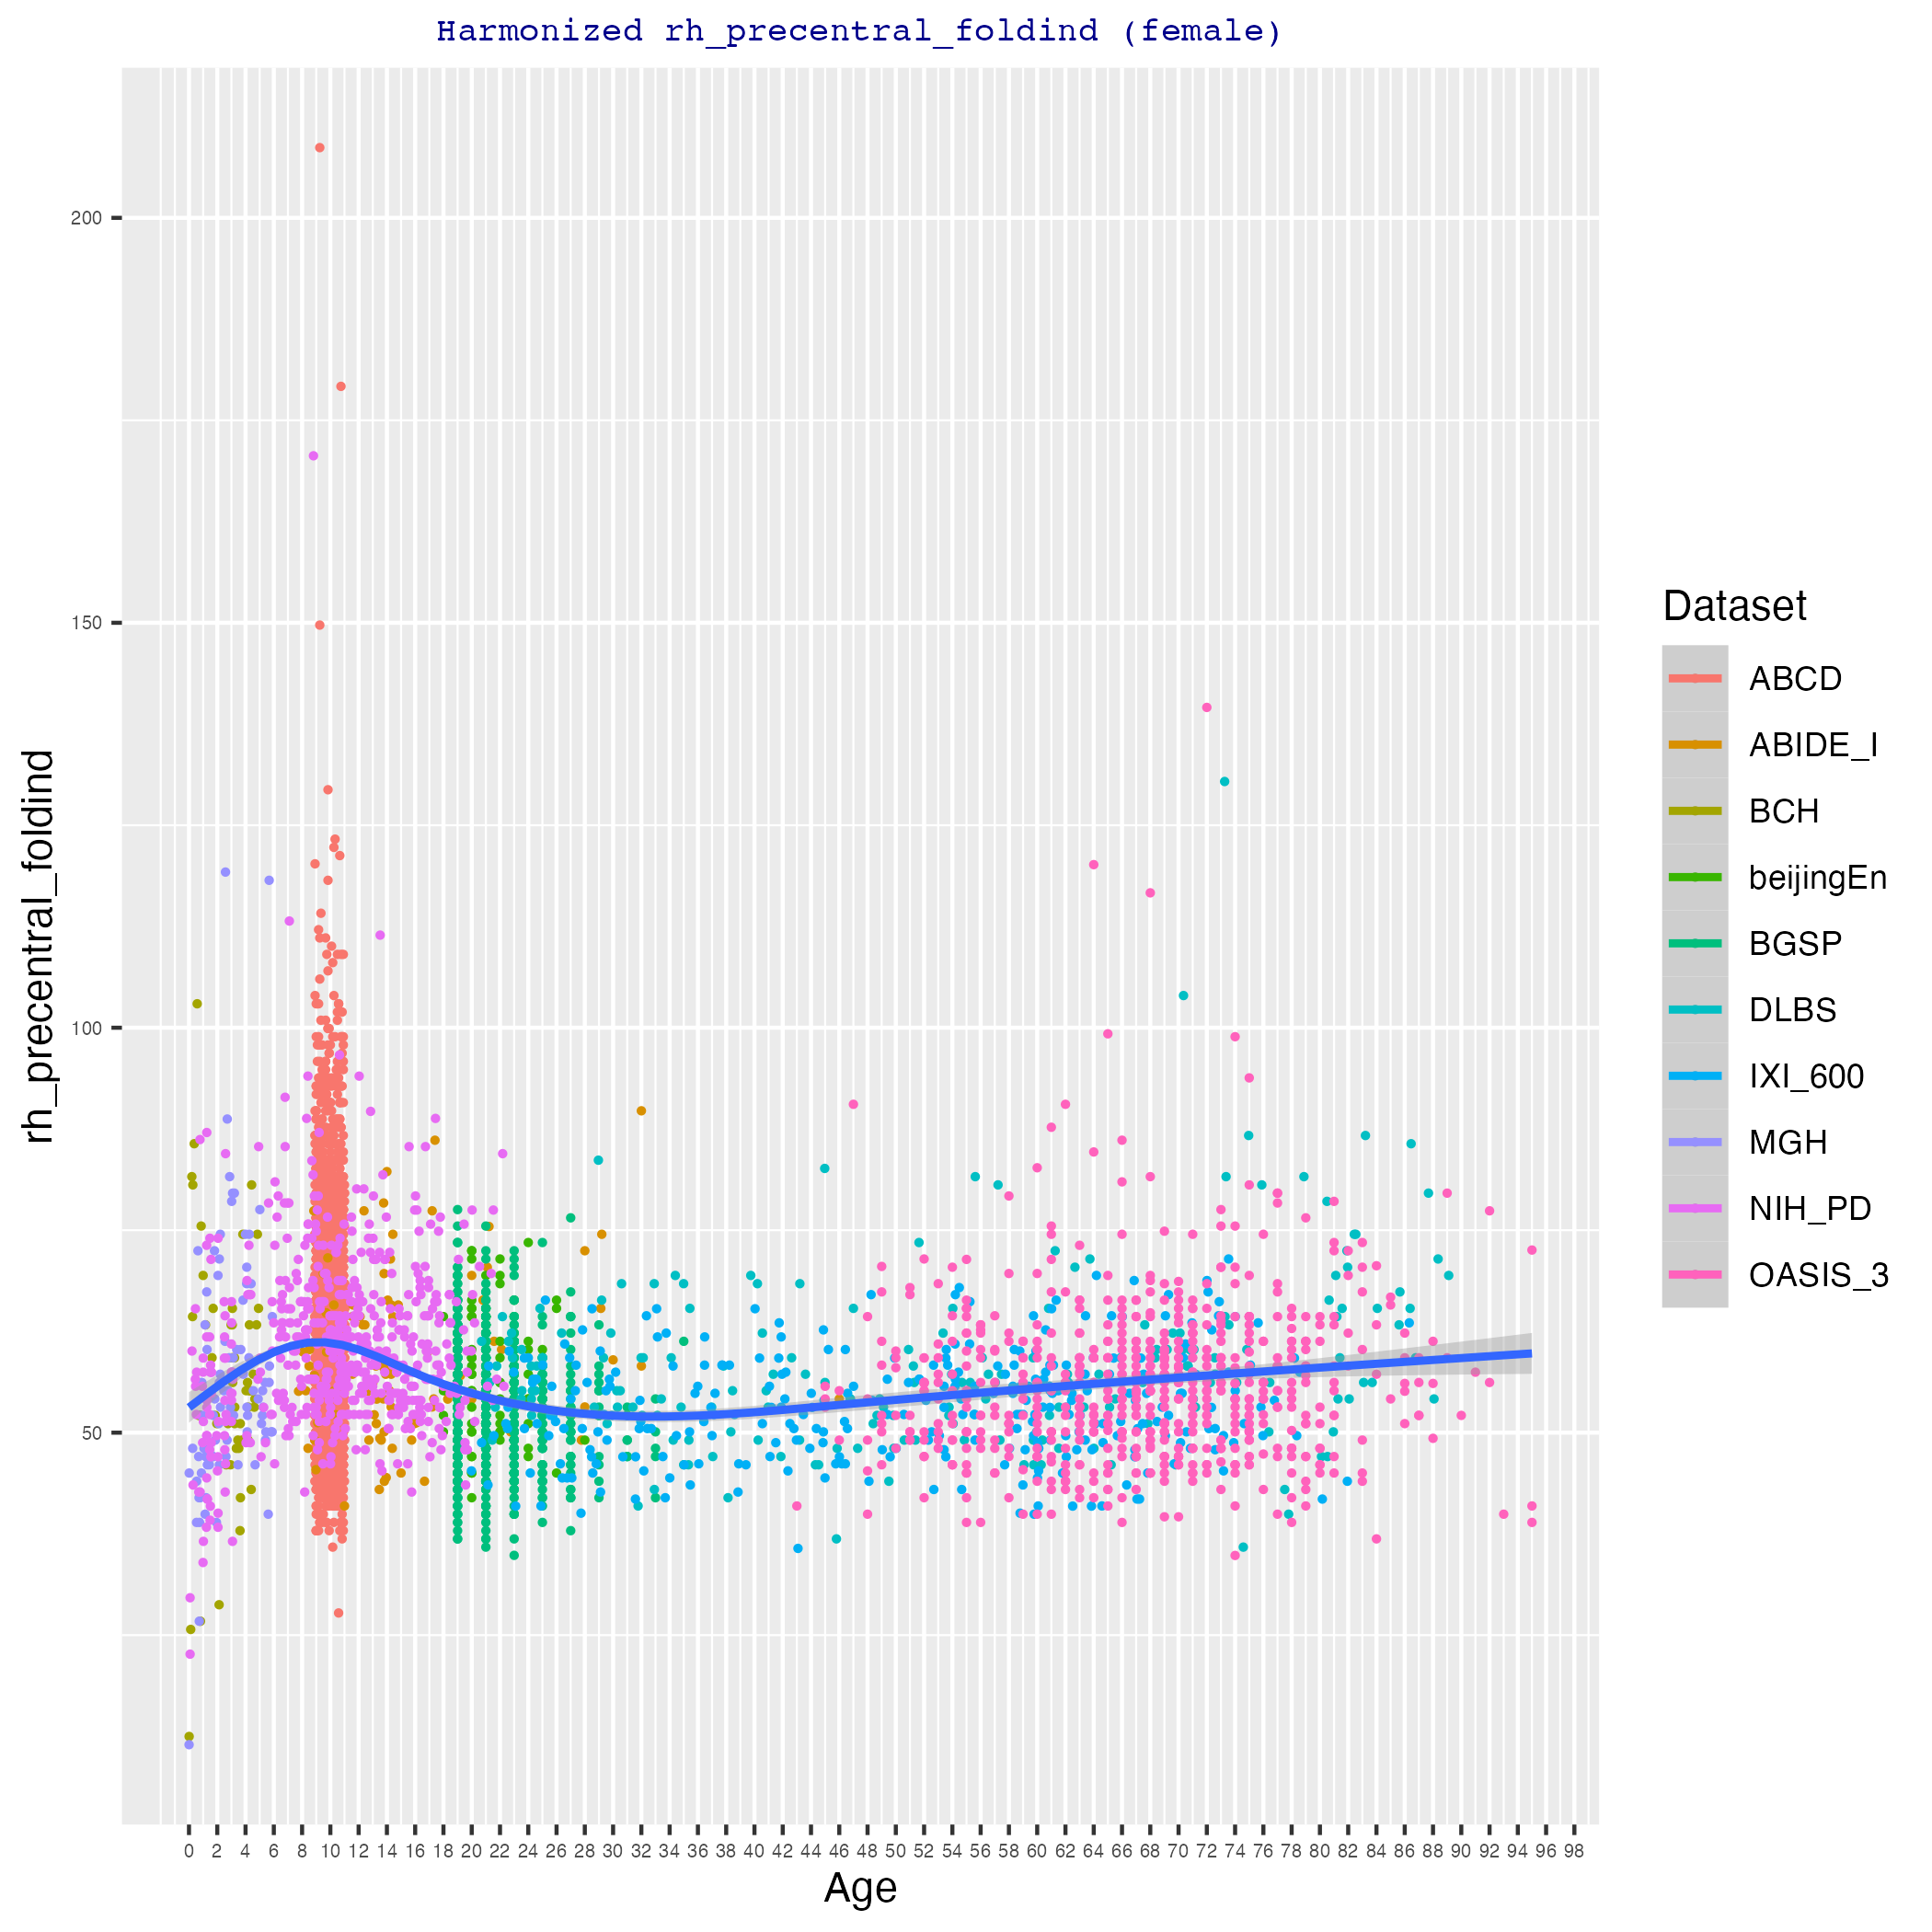 Harmonized rh_precentral_foldind (female)
rh_precentral_foldind
200
150
100
50
0 2 4 6 8 10 12 14 16 18 20 22 24 26 28 30 32 34 36 38 40 42 44 46 48 50 52 54 56 58 60 62 64 66 68 70 72 74 76 78 80 82 84 86 88 90 92 94 96 98
Age
Dataset
ABCD
ABIDE_I
BCH
beijingEn
BGSP
DLBS
IXI_600
MGH
NIH_PD
OASIS_3